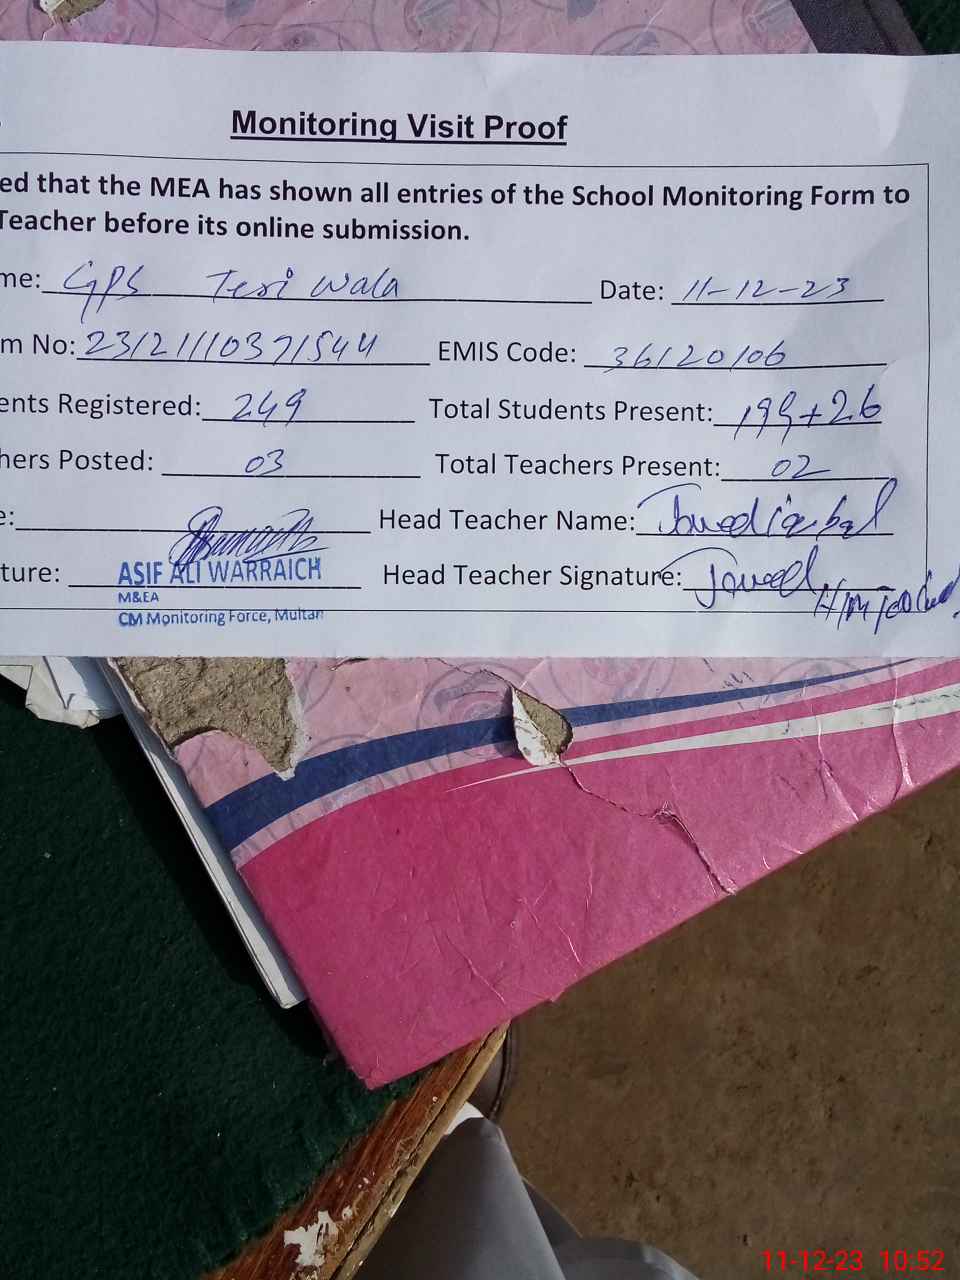 Monitoring Visit Proof
ed that the MEA has shown all entries of the School Monitoring Form to
Teacher before its online submission.
me: GPS Tesi Wala Date: 11-12-23
m No: 23121110371544 EMIS Code: 36120106
ents Registered: 249 Total Students Present: 199+26
hers Posted: 03 Total Teachers Present: 02
e: Head Teacher Name: Javed iqbal
ture: ASIF ALI WARRAICH Head Teacher Signature: Javed
M&EA
CM Monitoring Force, Multan
11-12-23 10:52